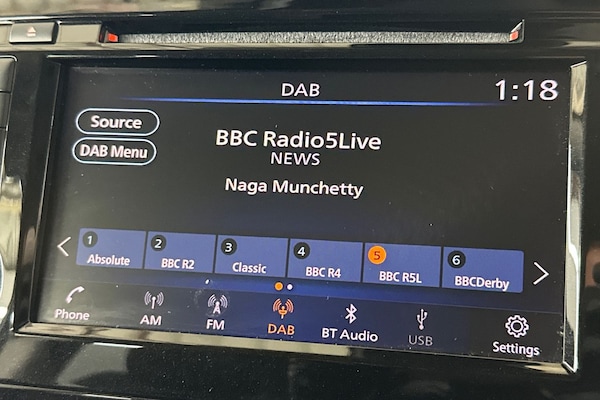 DAB
1:18
Source
BBC Radio5Live
DAB Menu
NEWS
Naga Munchetty
1 Absolute
2 BBC R2
3 Classic
4 BBC R4
5 BBC R5L
6 BBCDerby
Phone
AM
FM
DAB
BT Audio
USB
Settings